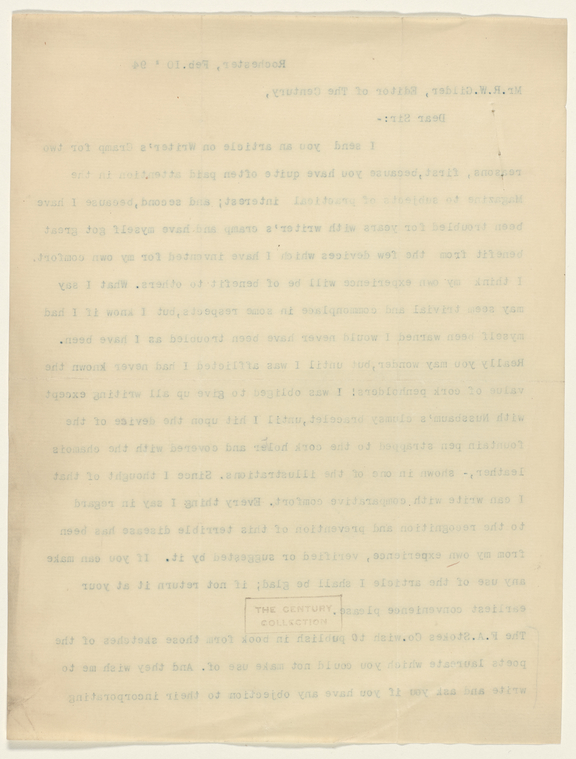 Rochester, Feb.10 ' 94
Mr.R.W.Gilder, Editor of The Century,
Dear Sir:-
I send you an article on Writer's Cramp for two
reasons, first,because you have quite often paid attention in the
Magazine to subjects of practical interest; and second,because I have
been troubled for years with writer's cramp and have myself got great
benefit from the few devices which I have invented for my own comfort.
I think my own experience will be of benefit to others. What I say
may seem trivial and commonplace in some respects,but I know if I had
myself been warned I would never have been troubled as I have been.
Really you may wonder,but until I was afflicted I had never known the
value of cork penholders! I was obliged to give up all writing except
with Nussbaum's clumsy bracelet,until I hit upon the device of the
fountain pen strapped to the cork holder and covered with the chamois
leather,- shown in one of the illustrations. Since I thought of that
I can write with comparative comfort. Every thing I say in regard
to the recognition and prevention of this terrible disease has been
from my own experience, verified or suggested by it. If you can make
any use of the article I shall be glad; if not return it at your
earliest convenience please.
THE CENTURY
COLLECTION
The F.A.Stokes Co.wish to publish in book form those sketches of the
poets laureate which you could not make use of. And they wish me to
write and ask you if you have any objection to their incorporating